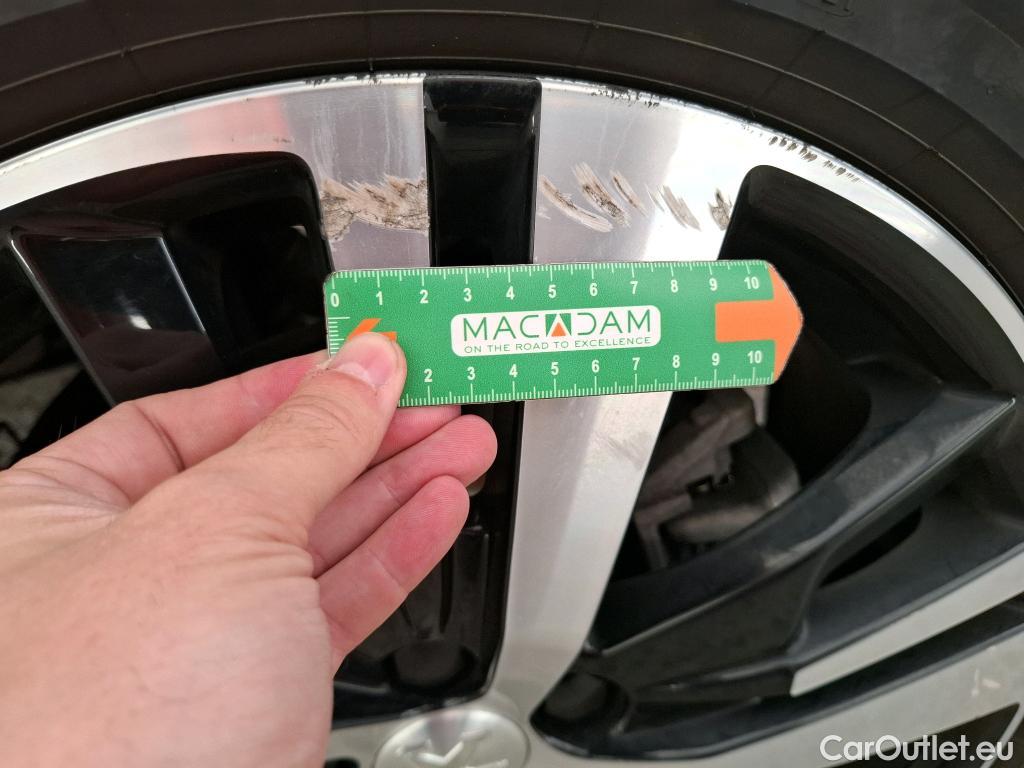 0 1 2 3 4 5 6 7 8 9 10
MACADAM
ON THE ROAD TO EXCELLENCE
2 3 4 5 6 7 8 9 10
CarOutlet.eu